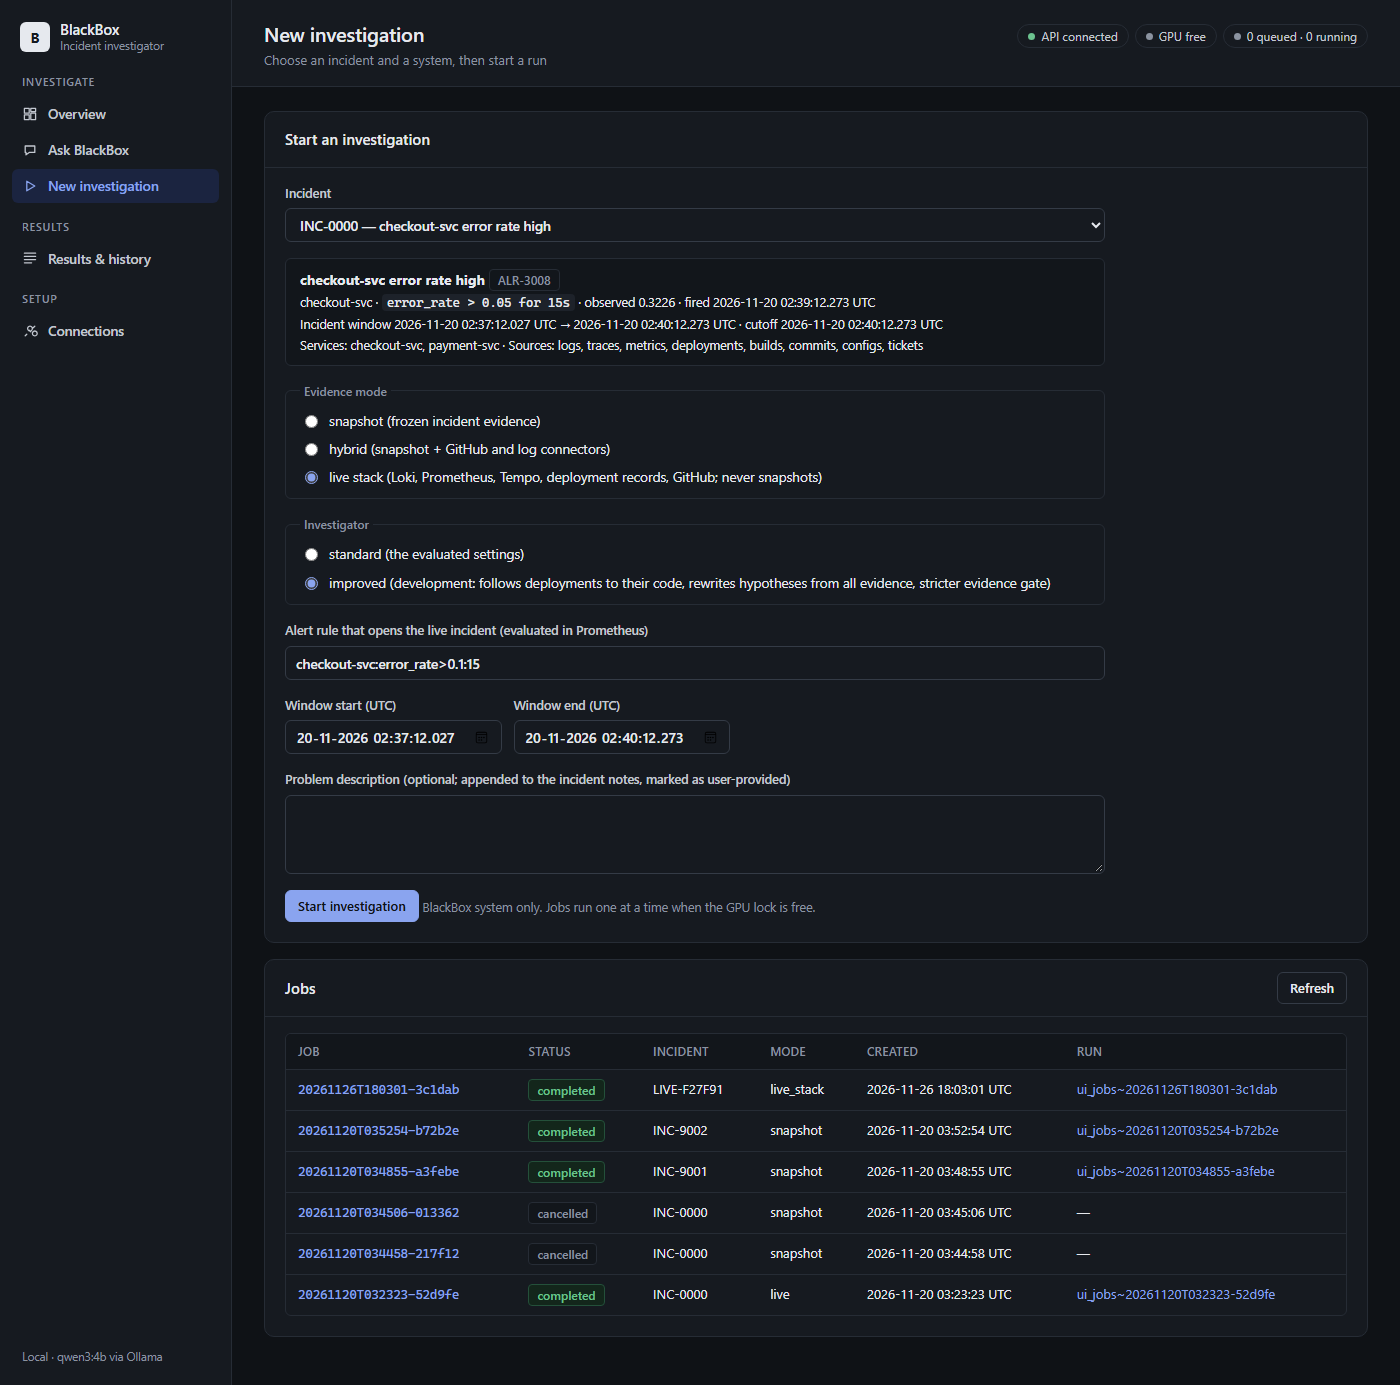 B
BlackBox
Incident investigator
INVESTIGATE
Overview
Ask BlackBox
New investigation
RESULTS
Results & history
SETUP
Connections
Local · qwen3:4b via Ollama
New investigation
Choose an incident and a system, then start a run
API connected
GPU free
0 queued · 0 running
Start an investigation
Incident
INC-0000 — checkout-svc error rate high
checkout-svc error rate high ALR-3008
checkout-svc · error_rate > 0.05 for 15s · observed 0.3226 · fired 2026-11-20 02:39:12.273 UTC
Incident window 2026-11-20 02:37:12.027 UTC → 2026-11-20 02:40:12.273 UTC · cutoff 2026-11-20 02:40:12.273 UTC
Services: checkout-svc, payment-svc · Sources: logs, traces, metrics, deployments, builds, commits, configs, tickets
Evidence mode
snapshot (frozen incident evidence)
hybrid (snapshot + GitHub and log connectors)
live stack (Loki, Prometheus, Tempo, deployment records, GitHub; never snapshots)
Investigator
standard (the evaluated settings)
improved (development: follows deployments to their code, rewrites hypotheses from all evidence, stricter evidence gate)
Alert rule that opens the live incident (evaluated in Prometheus)
checkout-svc:error_rate>0.1:15
Window start (UTC) Window end (UTC)
20-11-2026 02:37:12.027 20-11-2026 02:40:12.273
Problem description (optional; appended to the incident notes, marked as user-provided)
Start investigation BlackBox system only. Jobs run one at a time when the GPU lock is free.
Jobs Refresh
JOB STATUS INCIDENT MODE CREATED RUN
20261126T180301-3c1dab completed LIVE-F27F91 live_stack 2026-11-26 18:03:01 UTC ui_jobs~20261126T180301-3c1dab
20261120T035254-b72b2e completed INC-9002 snapshot 2026-11-20 03:52:54 UTC ui_jobs~20261120T035254-b72b2e
20261120T034855-a3febe completed INC-9001 snapshot 2026-11-20 03:48:55 UTC ui_jobs~20261120T034855-a3febe
20261120T034506-013362 cancelled INC-0000 snapshot 2026-11-20 03:45:06 UTC —
20261120T034458-217f12 cancelled INC-0000 snapshot 2026-11-20 03:44:58 UTC —
20261120T032323-52d9fe completed INC-0000 live 2026-11-20 03:23:23 UTC ui_jobs~20261120T032323-52d9fe